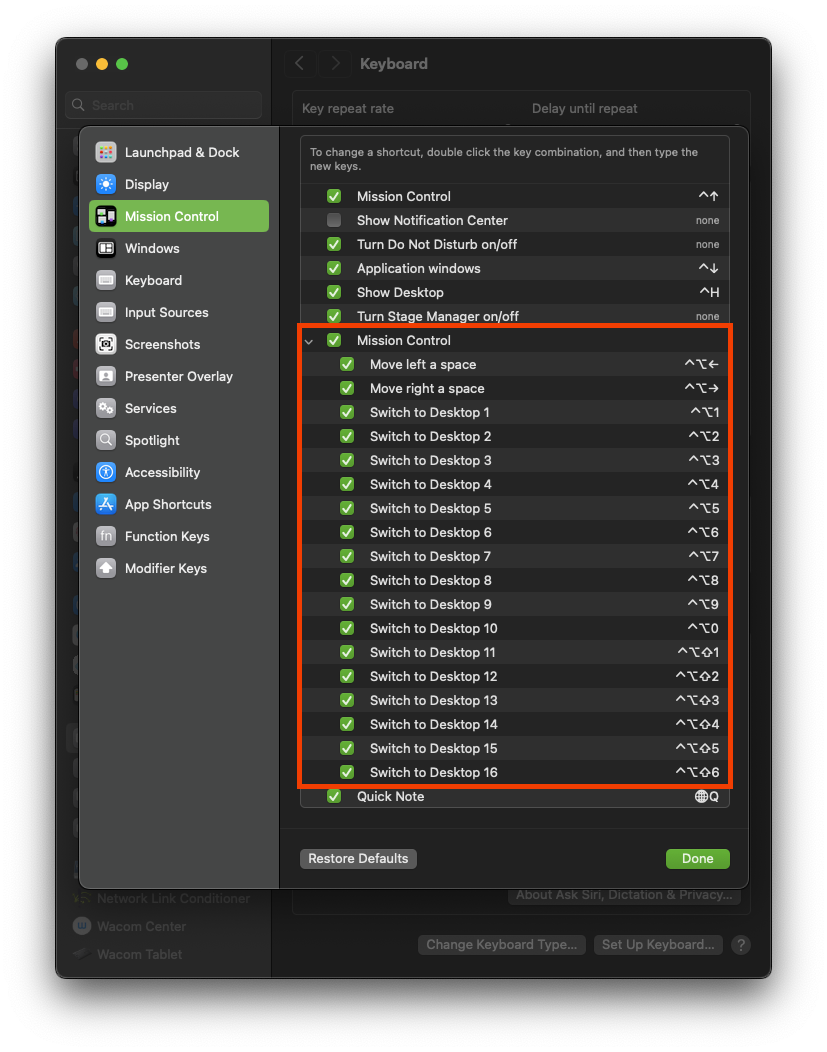 Keyboard
Search
Key repeat rate
Delay until repeat
Launchpad & Dock
Display
Mission Control
Windows
Keyboard
Input Sources
Screenshots
Presenter Overlay
Services
Spotlight
Accessibility
App Shortcuts
fn Function Keys
Modifier Keys
To change a shortcut, double click the key combination, and then type the
new keys.
Mission Control ^↑
Show Notification Center none
Turn Do Not Disturb on/off none
Application windows ^↓
Show Desktop ^H
Turn Stage Manager on/off none
Mission Control
Move left a space ^⌥←
Move right a space ^⌥→
Switch to Desktop 1 ^⌥1
Switch to Desktop 2 ^⌥2
Switch to Desktop 3 ^⌥3
Switch to Desktop 4 ^⌥4
Switch to Desktop 5 ^⌥5
Switch to Desktop 6 ^⌥6
Switch to Desktop 7 ^⌥7
Switch to Desktop 8 ^⌥8
Switch to Desktop 9 ^⌥9
Switch to Desktop 10 ^⌥0
Switch to Desktop 11 ^⌥⇧1
Switch to Desktop 12 ^⌥⇧2
Switch to Desktop 13 ^⌥⇧3
Switch to Desktop 14 ^⌥⇧4
Switch to Desktop 15 ^⌥⇧5
Switch to Desktop 16 ^⌥⇧6
Quick Note 🌐Q
Restore Defaults
Done
Network Link Conditioner
Wacom Center
Wacom Tablet
About Ask Siri, Dictation & Privacy...
Change Keyboard Type...
Set Up Keyboard...
?